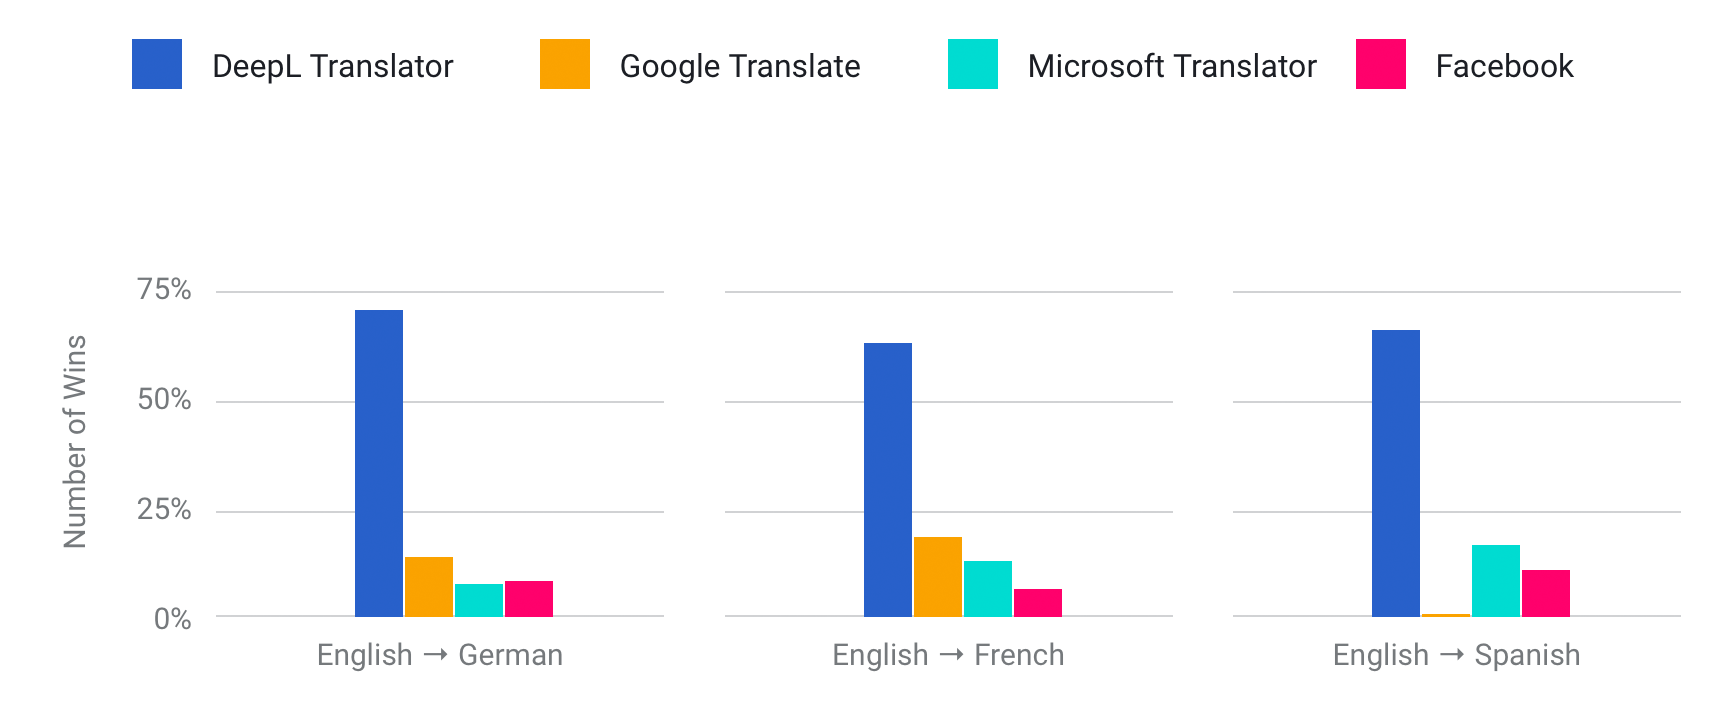 DeepL Translator
Google Translate
Microsoft Translator
Facebook
Number of Wins
75%
50%
25%
0%
English → German
English → French
English → Spanish